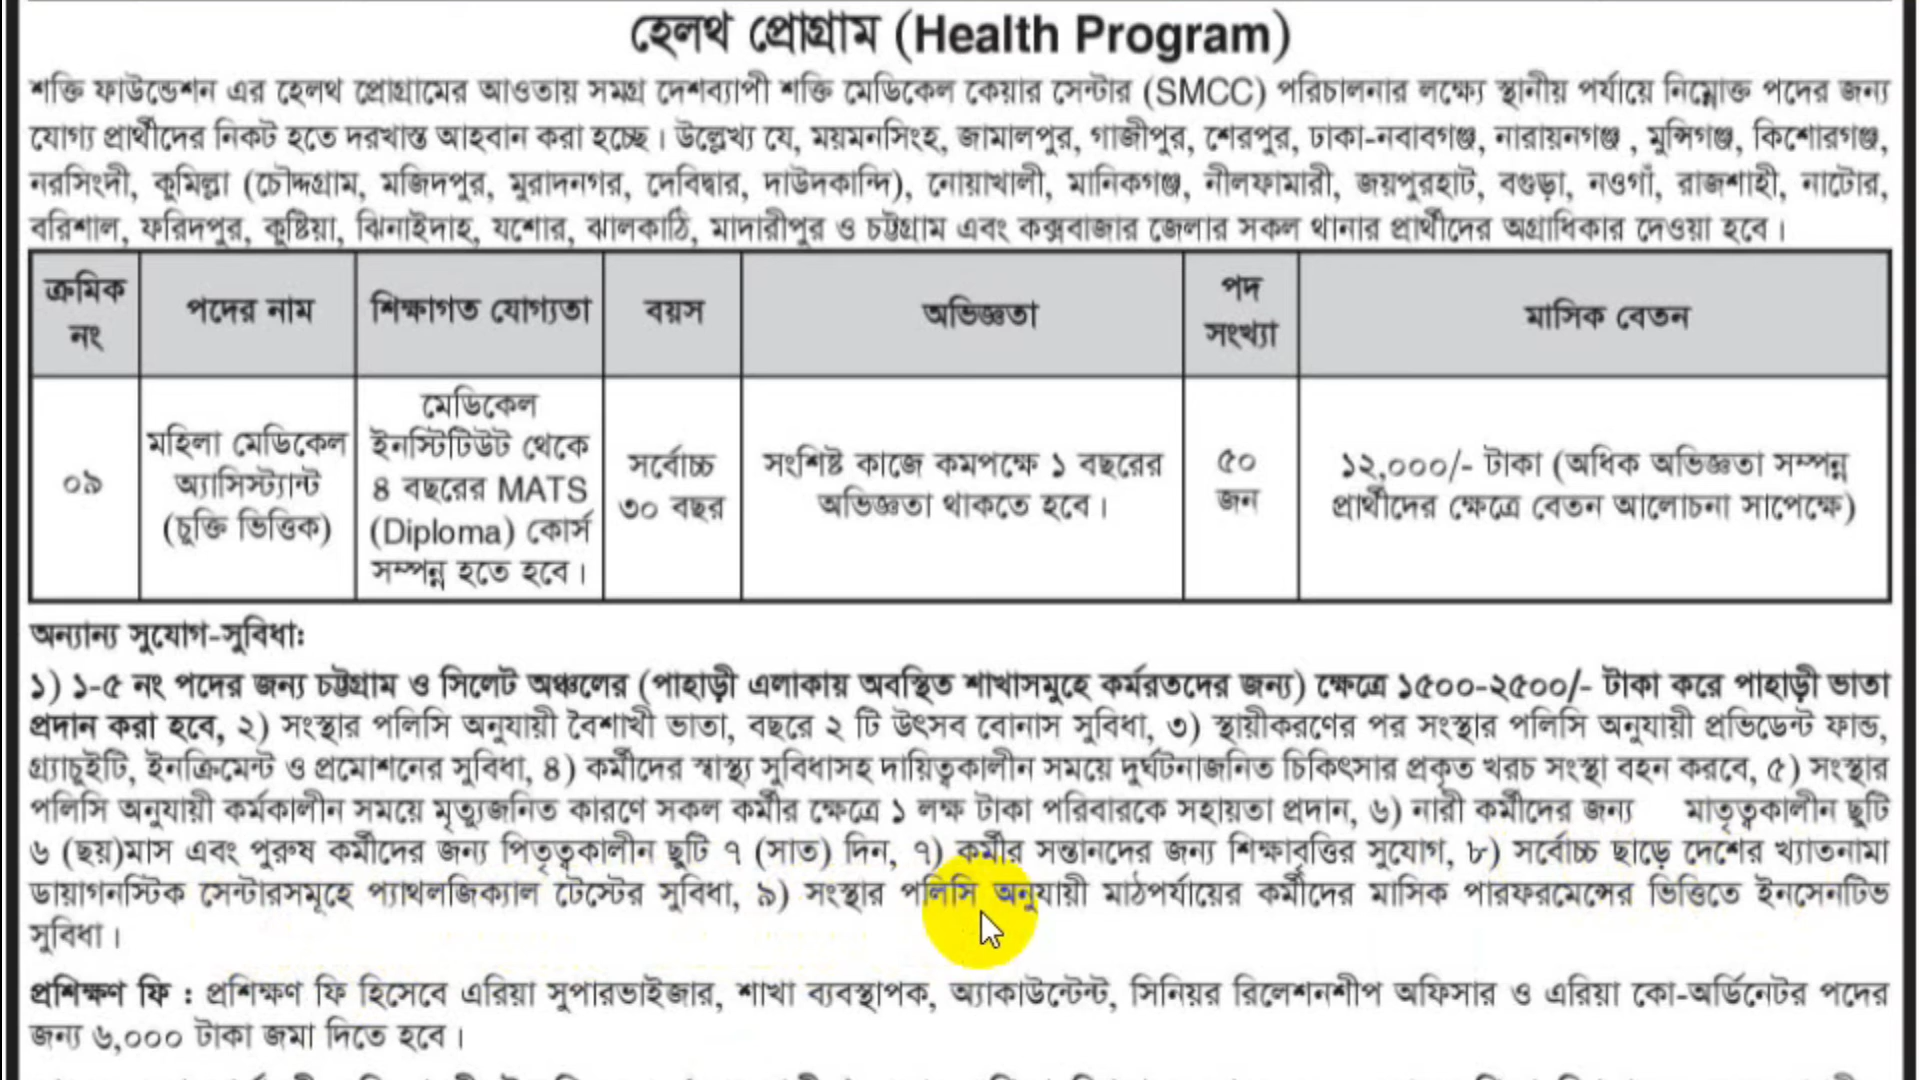 হেলথ প্রোগ্রাম (Health Program)
শক্তি ফাউন্ডেশন এর হেলথ প্রোগ্রামের আওতায় সমগ্র দেশব্যাপী শক্তি মেডিকেল কেয়ার সেন্টার (SMCC) পরিচালনার লক্ষ্যে স্থানীয় পর্যায়ে নিম্নোক্ত পদের জন্য
যোগ্য প্রার্থীদের নিকট হতে দরখাস্ত আহবান করা হচ্ছে। উল্লেখ্য যে, ময়মনসিংহ, জামালপুর, গাজীপুর, শেরপুর, ঢাকা-নবাবগঞ্জ, নারায়নগঞ্জ , মুন্সিগঞ্জ, কিশোরগঞ্জ,
নরসিংদী, কুমিল্লা (চৌদ্দগ্রাম, মজিদপুর, মুরাদনগর, দেবিদ্বার, দাউদকান্দি), নোয়াখালী, মানিকগঞ্জ, নীলফামারী, জয়পুরহাট, বগুড়া, নওগাঁ, রাজশাহী, নাটোর,
বরিশাল, ফরিদপুর, কুষ্টিয়া, ঝিনাইদাহ, যশোর, ঝালকাঠি, মাদারীপুর ও চট্টগ্রাম এবং কক্সবাজার জেলার সকল থানার প্রার্থীদের অগ্রাধিকার দেওয়া হবে।
ক্রমিক
নং
পদের নাম
শিক্ষাগত যোগ্যতা
বয়স
অভিজ্ঞতা
পদ
সংখ্যা
মাসিক বেতন
০৯
মহিলা মেডিকেল
অ্যাসিস্ট্যান্ট
(চুক্তি ভিত্তিক)
মেডিকেল
ইনস্টিটিউট থেকে
৪ বছরের MATS
(Diploma) কোর্স
সম্পন্ন হতে হবে।
সর্বোচ্চ
৩০ বছর
সংশিষ্ট কাজে কমপক্ষে ১ বছরের
অভিজ্ঞতা থাকতে হবে।
৫০
জন
১২,০০০/- টাকা (অধিক অভিজ্ঞতা সম্পন্ন
প্রার্থীদের ক্ষেত্রে বেতন আলোচনা সাপেক্ষে)
অন্যান্য সুযোগ-সুবিধা:
১) ১-৫ নং পদের জন্য চট্টগ্রাম ও সিলেট অঞ্চলের (পাহাড়ী এলাকায় অবস্থিত শাখাসমুহে কর্মরতদের জন্য) ক্ষেত্রে ১৫০০-২৫০০/- টাকা করে পাহাড়ী ভাতা
প্রদান করা হবে, ২) সংস্থার পলিসি অনুযায়ী বৈশাখী ভাতা, বছরে ২ টি উৎসব বোনাস সুবিধা, ৩) স্থায়ীকরণের পর সংস্থার পলিসি অনুযায়ী প্রভিডেন্ট ফান্ড,
গ্র্যাচুইটি, ইনক্রিমেন্ট ও প্রমোশনের সুবিধা, ৪) কর্মীদের স্বাস্থ্য সুবিধাসহ দায়িত্বকালীন সময়ে দুর্ঘটনাজনিত চিকিৎসার প্রকৃত খরচ সংস্থা বহন করবে, ৫) সংস্থার
পলিসি অনুযায়ী কর্মকালীন সময়ে মৃত্যুজনিত কারণে সকল কর্মীর ক্ষেত্রে ১ লক্ষ টাকা পরিবারকে সহায়তা প্রদান, ৬) নারী কর্মীদের জন্য মাতৃত্বকালীন ছুটি
৬ (ছয়)মাস এবং পুরুষ কর্মীদের জন্য পিতৃত্বকালীন ছুটি ৭ (সাত) দিন, ৭) কর্মীর সন্তানদের জন্য শিক্ষাবৃত্তির সুযোগ, ৮) সর্বোচ্চ ছাড়ে দেশের খ্যাতনামা
ডায়াগনস্টিক সেন্টারসমূহে প্যাথলজিক্যাল টেস্টের সুবিধা, ৯) সংস্থার পলিসি অনুযায়ী মাঠপর্যায়ের কর্মীদের মাসিক পারফরমেন্সের ভিত্তিতে ইনসেনটিভ
সুবিধা।
প্রশিক্ষণ ফি : প্রশিক্ষণ ফি হিসেবে এরিয়া সুপারভাইজার, শাখা ব্যবস্থাপক, অ্যাকাউন্টেন্ট, সিনিয়র রিলেশনশীপ অফিসার ও এরিয়া কো-অর্ডিনেটর পদের
জন্য ৬,০০০ টাকা জমা দিতে হবে।